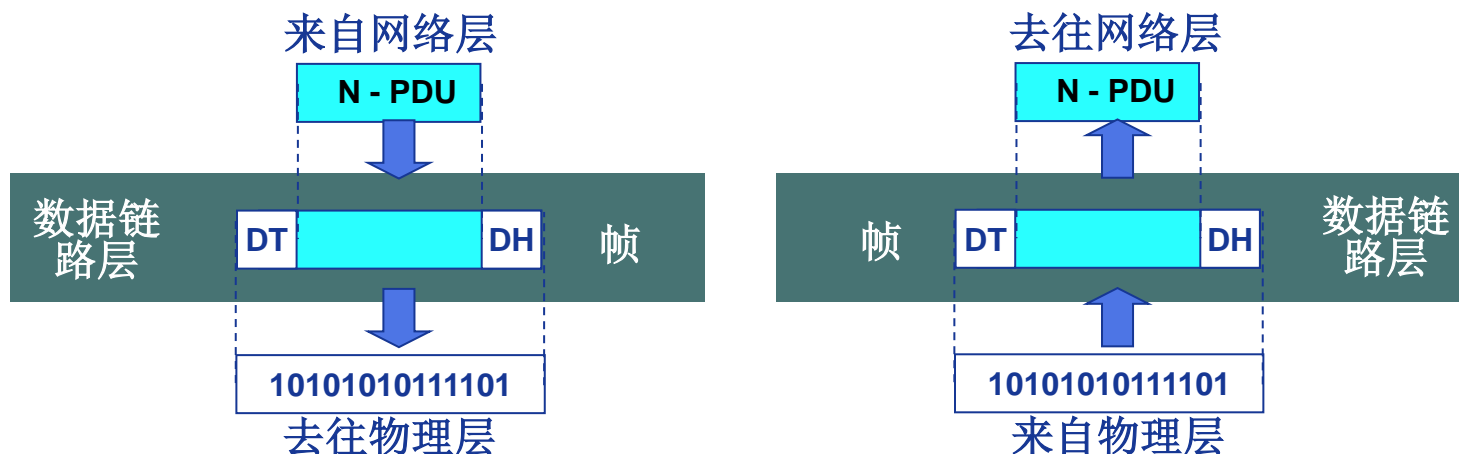 来自网络层
N - PDU
数据链
路层
DT
DH
帧
10101010111101
去往物理层
去往网络层
N - PDU
帧
DT
DH
数据链
路层
10101010111101
来自物理层